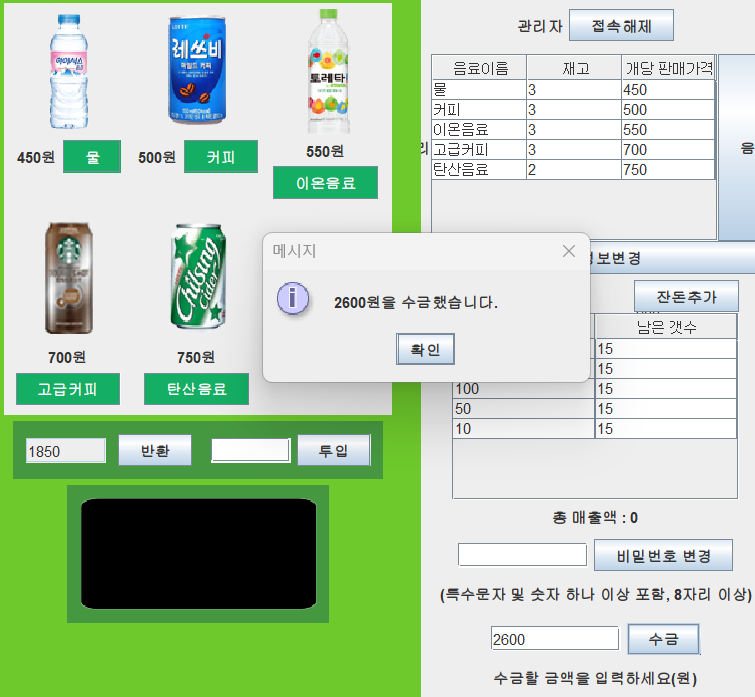 관리자 접속해제
음료이름 재고 개당 판매가격
물 3 450
커피 3 500
이온음료 3 550
고급커피 3 700
탄산음료 2 750
리
음
레쓰비
마일드 커피
토레타
450원 물
500원 커피
550원
이온음료
Chilsung
Cider
700원
고급커피
750원
탄산음료
메시지
2600원을 수금했습니다.
확인
보변경
잔돈추가
남은 갯수
15
15
100 15
50 15
10 15
1850 반환 투입
총 매출액 : 0
비밀번호 변경
(특수문자 및 숫자 하나 이상 포함, 8자리 이상)
2600 수금
수금할 금액을 입력하세요(원)